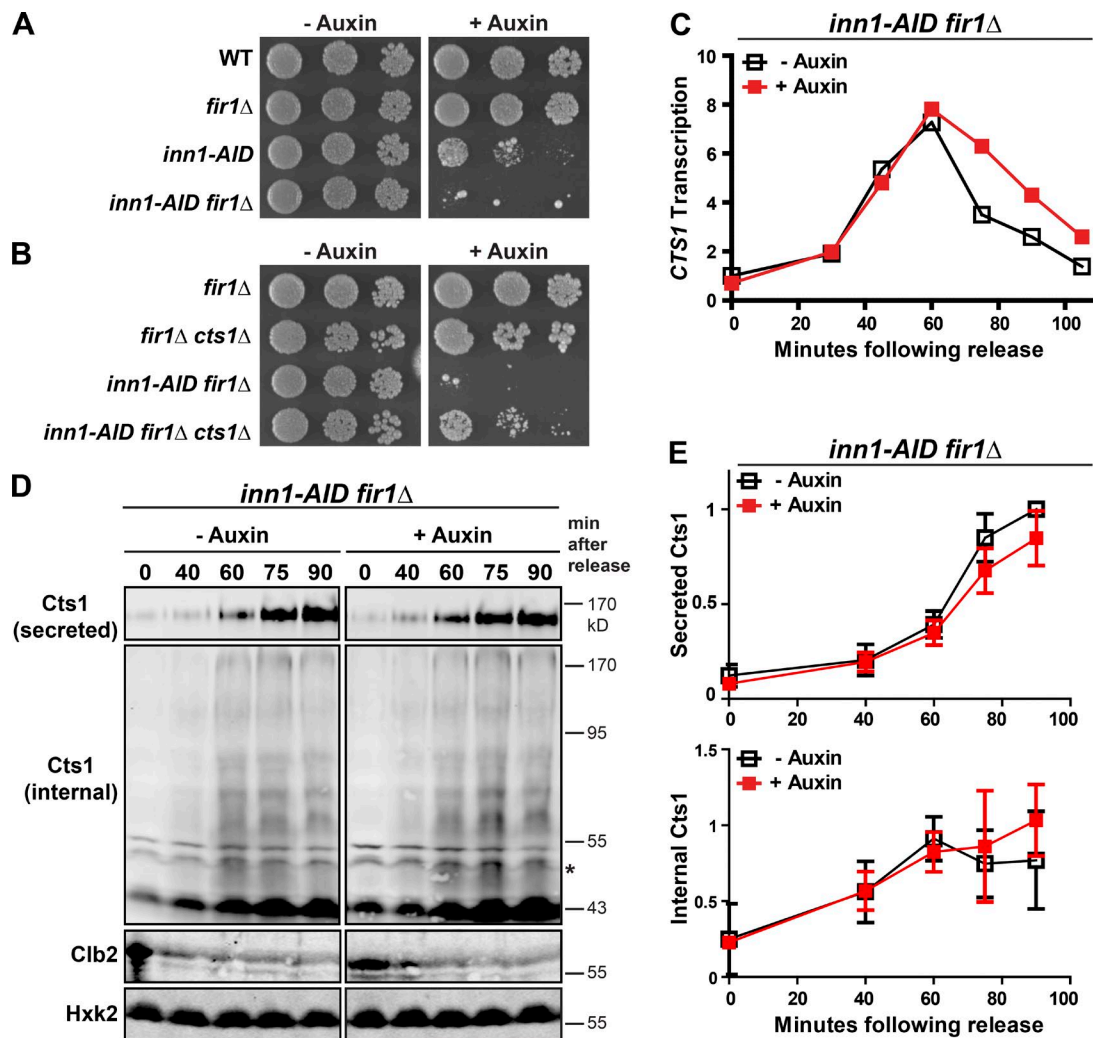 A
- Auxin
+ Auxin
WT
fir1Δ
inn1-AID
inn1-AID fir1Δ
B
- Auxin
+ Auxin
fir1Δ
fir1Δ cts1Δ
inn1-AID fir1Δ
inn1-AID fir1Δ cts1Δ
C
inn1-AID fir1Δ
- Auxin
+ Auxin
CTS1 Transcription
10
8
6
4
2
0
0 20 40 60 80 100
Minutes following release
D
inn1-AID fir1Δ
- Auxin
+ Auxin
min
after
release
0 40 60 75 90
0 40 60 75 90
Cts1
(secreted)
170
kD
Cts1
(internal)
170
95
55
*
43
Clb2
55
Hxk2
55
E
inn1-AID fir1Δ
- Auxin
+ Auxin
Secreted Cts1
1
0.5
0
0 20 40 60 80 100
- Auxin
+ Auxin
Internal Cts1
1.5
1
0.5
0
0 20 40 60 80 100
Minutes following release